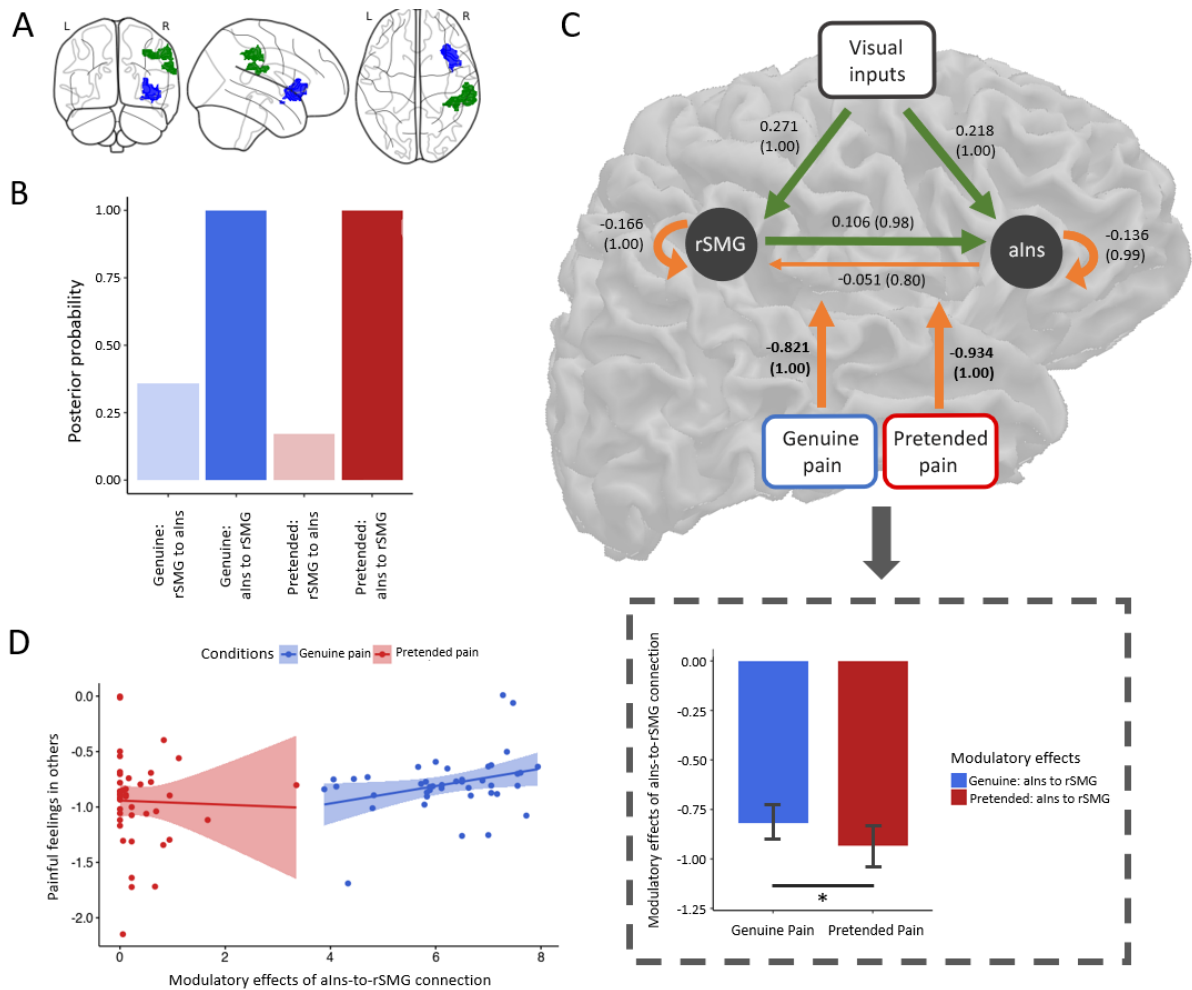 A
L
R
L
R
B
Posterior probability
1.00
0.75
0.50
0.25
0.00
Genuine:
rSMG to aIns
Genuine:
aIns to rSMG
Pretended:
rSMG to aIns
Pretended:
aIns to rSMG
C
Visual
inputs
0.271
(1.00)
0.218
(1.00)
-0.166
(1.00)
rSMG
0.106 (0.98)
aIns
-0.136
(0.99)
-0.051 (0.80)
-0.821
(1.00)
-0.934
(1.00)
Genuine
pain
Pretended
pain
Modulatory effects of aIns-to-rSMG connection
0.00
-0.25
-0.50
-0.75
-1.00
-1.25
*
Genuine Pain
Pretended Pain
Modulatory effects
Genuine: aIns to rSMG
Pretended: aIns to rSMG
D
Conditions
Genuine pain
Pretended pain
Painful feelings in others
0.0
-0.5
-1.0
-1.5
-2.0
0
2
4
6
8
Modulatory effects of aIns-to-rSMG connection